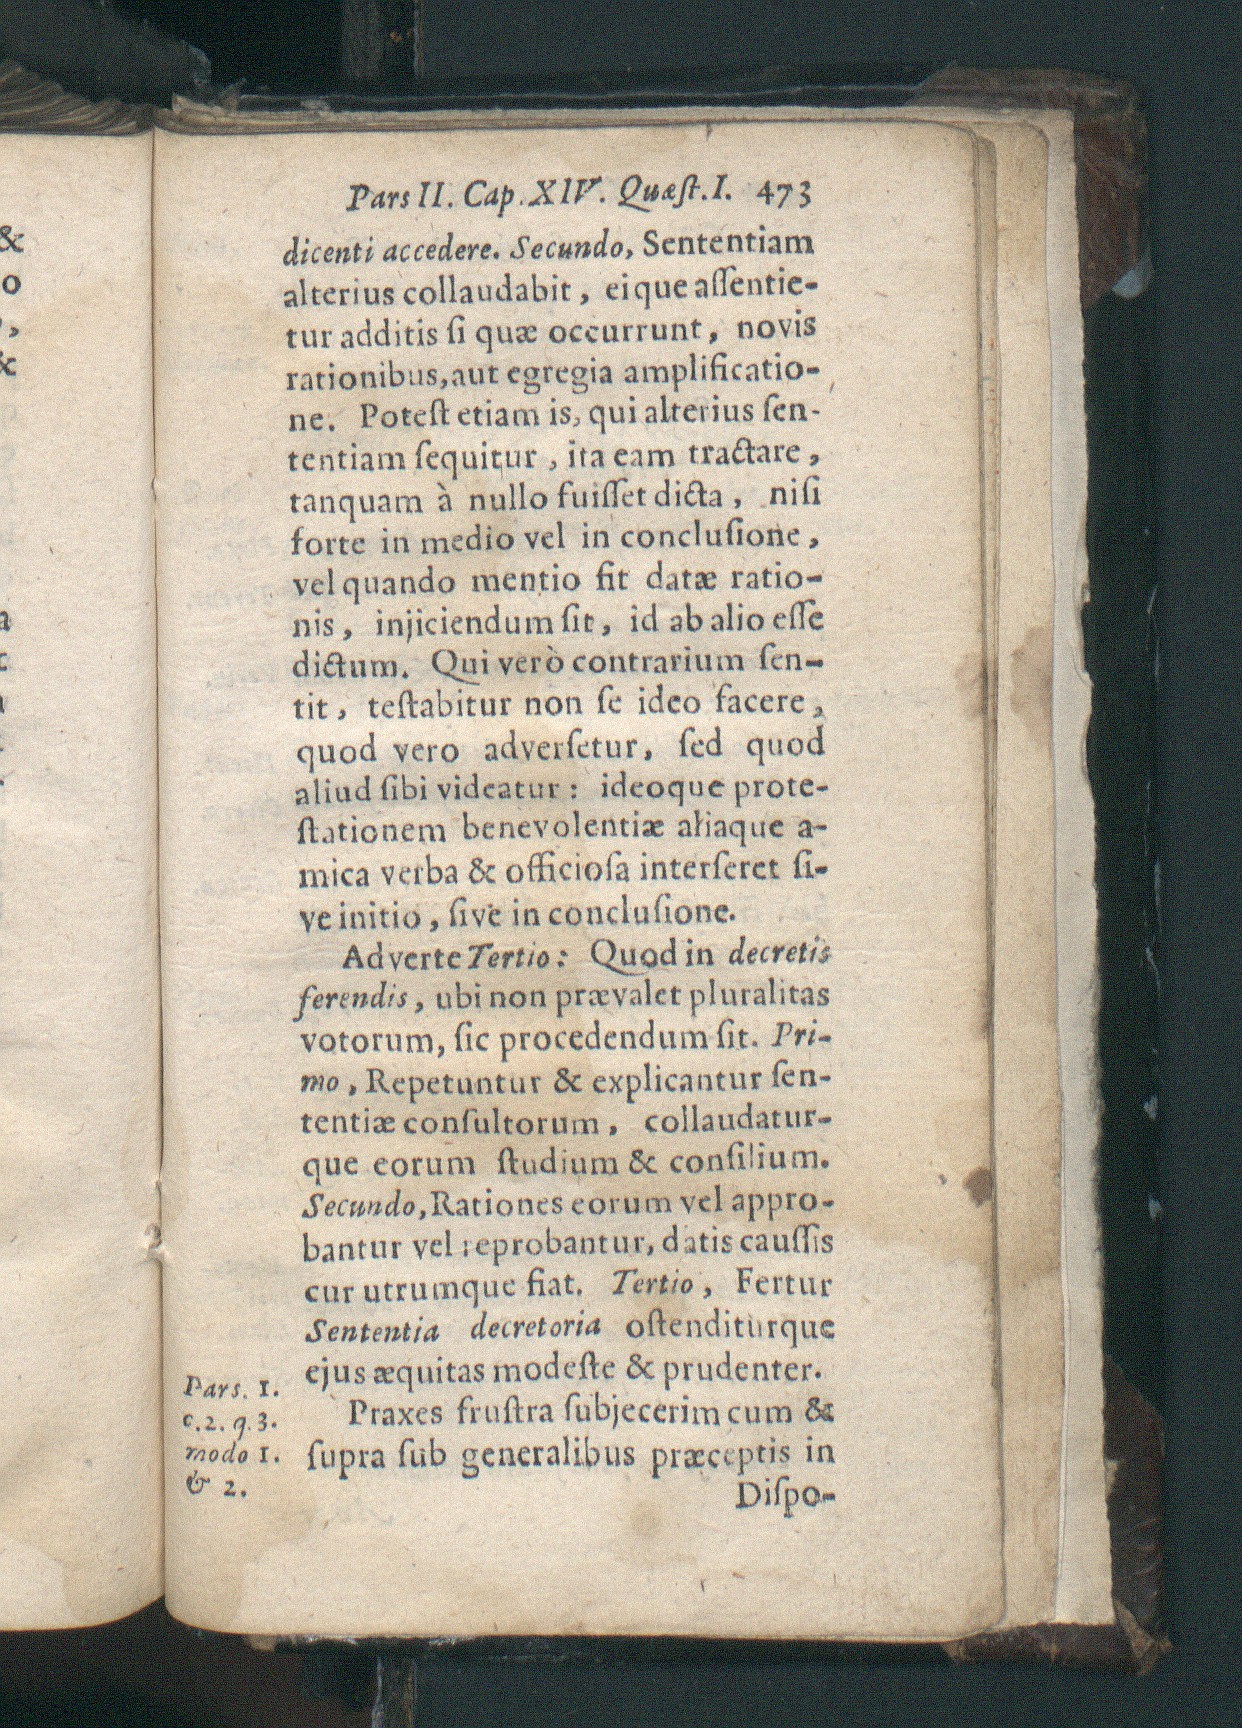 Pars II. Cap. XIV. Quæſt. I. 473
dicenti accedere. Secundo, Sententiam
alterius collaudabit, eique aſſentie-
tur additis ſi quæ occurrunt, novis
rationibus, aut egregia amplificatio-
ne. Poteſt etiam is, qui alterius ſen-
tentiam ſequitur, ita eam tractare,
tanquam à nullo fuiſſet dicta, niſi
forte in medio vel in concluſione,
vel quando mentio fit datæ ratio-
nis, injiciendum ſit, id ab alio eſſe
dictum. Qui verò contrarium ſen-
tit, teſtabitur non ſe ideo facere,
quod vero adverſetur, ſed quod
aliud ſibi videatur: ideoque prote-
ſtationem benevolentiæ aliaque a-
mica verba & officioſa interſeret ſi-
ve initio, ſive in concluſione.
Adverte Tertio: Quod in decretis
ferendis, ubi non prævalet pluralitas
votorum, ſic procedendum ſit. Pri-
mo, Repetuntur & explicantur ſen-
tentiæ conſultorum, collaudatur-
que eorum ſtudium & conſilium.
Secundo, Rationes eorum vel appro-
bantur vel reprobantur, datis cauſſis
cur utrumque fiat. Tertio, Fertur
Sententia decretoria oſtenditurque
ejus æquitas modeſte & prudenter.
Pars. 1.
c. 2. q. 3.
modo 1.
& 2.
Praxes fruſtra ſubjecerim cum &
ſupra ſub generalibus præceptis in
Diſpo-